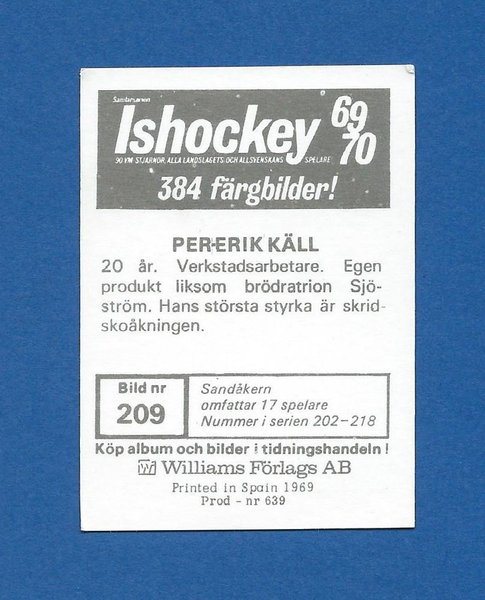 Samlarserien
Ishockey 69
70
90 VM-STJÄRNOR, ALLA LANDSLAGETS OCH ALLSVENSKANS SPELARE
384 färgbilder!
PER-ERIK KÄLL
20 år. Verkstadsarbetare. Egen
produkt liksom brödratrion Sjö-
ström. Hans största styrka är skrid-
skoåkningen.
Bild nr
209
Sandåkern
omfattar 17 spelare
Nummer i serien 202-218
Köp album och bilder i tidningshandeln!
W Williams Förlags AB
Printed in Spain 1969
Prod - nr 639